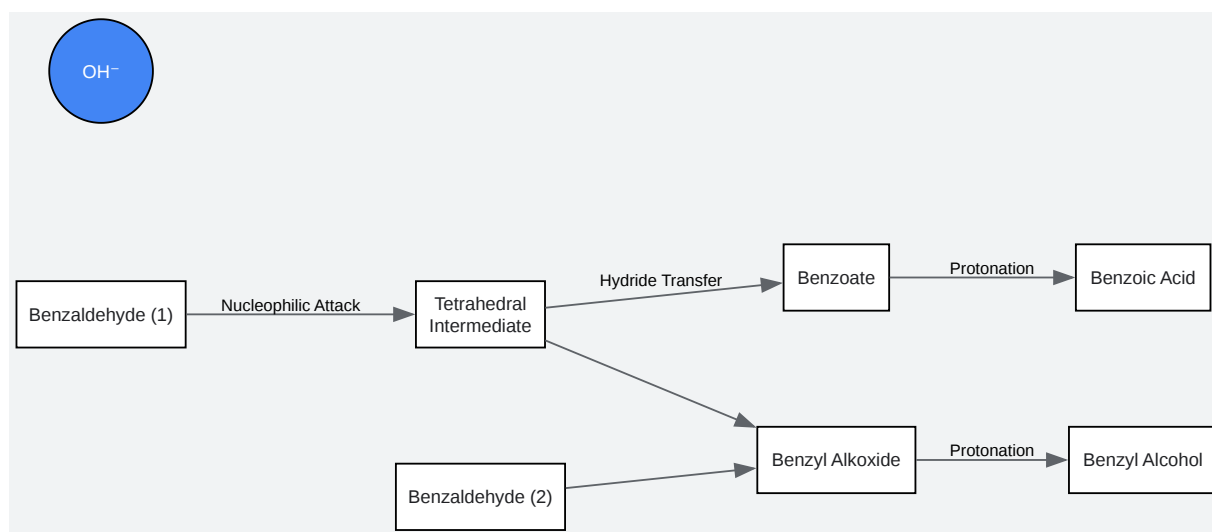 OH⁻
Hydride Transfer
Benzoate
Protonation
Benzoic Acid
Benzaldehyde (1)
Nucleophilic Attack
Tetrahedral
Intermediate
Benzaldehyde (2)
Benzyl Alkoxide
Protonation
Benzyl Alcohol